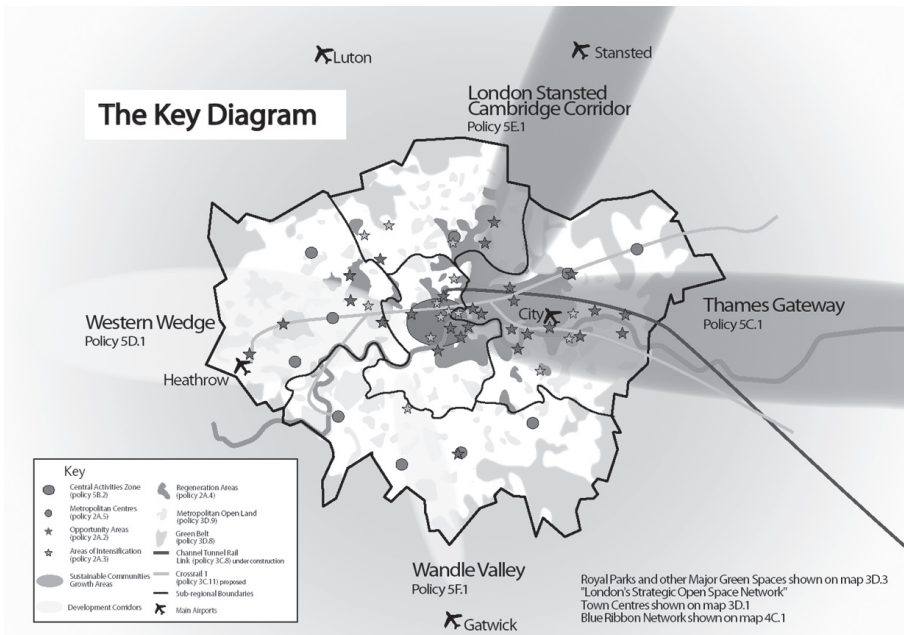 Luton
Stansted
The Key Diagram
London Stansted
Cambridge Corridor
Policy 5E.1
City
Thames Gateway
Policy 5C.1
Western Wedge
Policy 5D.1
Heathrow
Wandle Valley
Policy 5F.1
Gatwick
Key
Central Activities Zone
(policy 5B.2)
Metropolitan Centres
(policy 2A.5)
Opportunity Areas
(policy 2A.2)
Areas of Intensification
(policy 2A.3)
Sustainable Communities
Growth Areas
Development Corridors
Regeneration Areas
(policy 2A.4)
Metropolitan Open Land
(policy 3D.9)
Green Belt
(policy 3D.8)
Channel Tunnel Rail
Link (policy 3C.8) under construction
Crossrail 1
(policy 3C.11) proposed
Sub-regional Boundaries
Main Airports
Royal Parks and other Major Green Spaces shown on map 3D.3
"London's Strategic Open Space Network"
Town Centres shown on map 3D.1
Blue Ribbon Network shown on map 4C.1